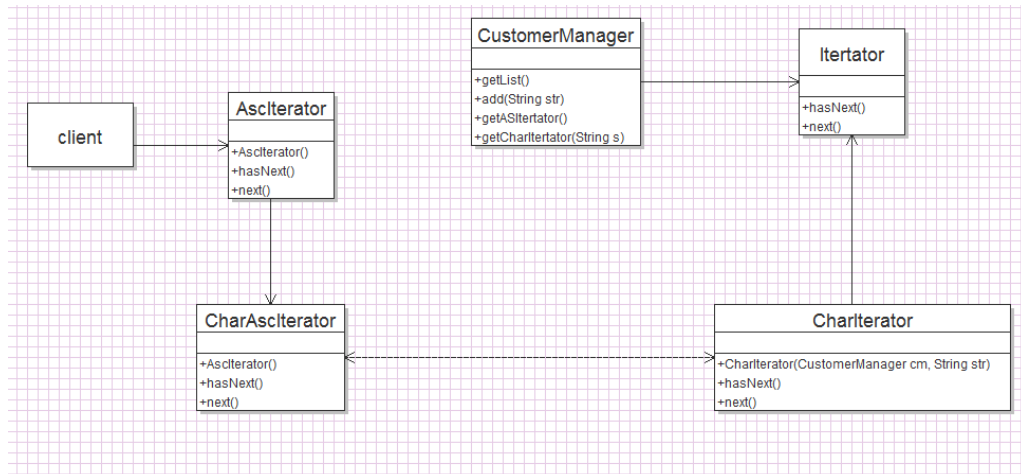 client
AscIterator
+AscIterator()
+hasNext()
+next()
CustomerManager
+getList()
+add(String str)
+getASItertator()
+getCharItertator(String s)
Itertator
+hasNext()
+next()
CharAscIterator
+AscIterator()
+hasNext()
+next()
CharIterator
+CharIterator(CustomerManager cm, String str)
+hasNext()
+next()